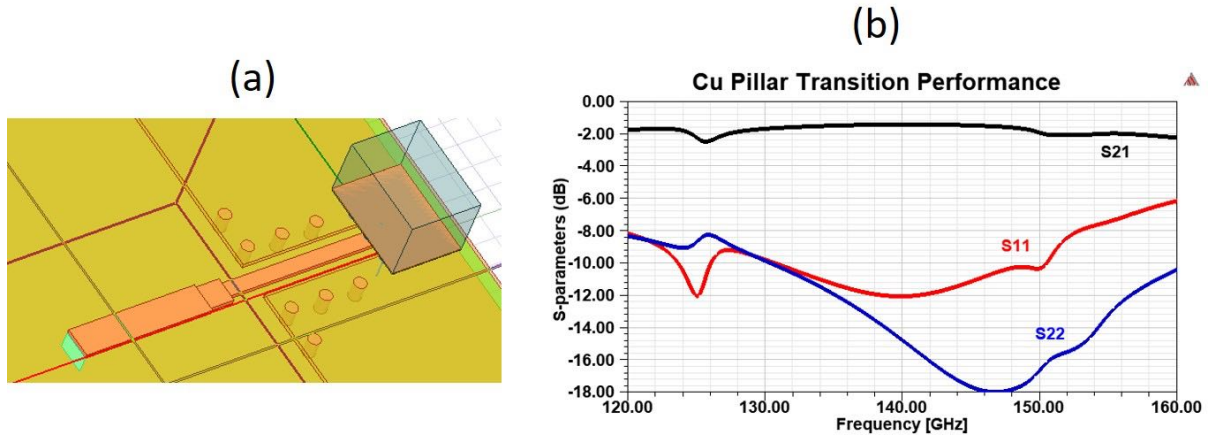 (a)
(b)
Cu Pillar Transition Performance
0.00
-2.00
-4.00
-6.00
-8.00
-10.00
-12.00
-14.00
-16.00
-18.00
S-parameters (dB)
S21
S11
S22
120.00 130.00 140.00 150.00 160.00
Frequency [GHz]